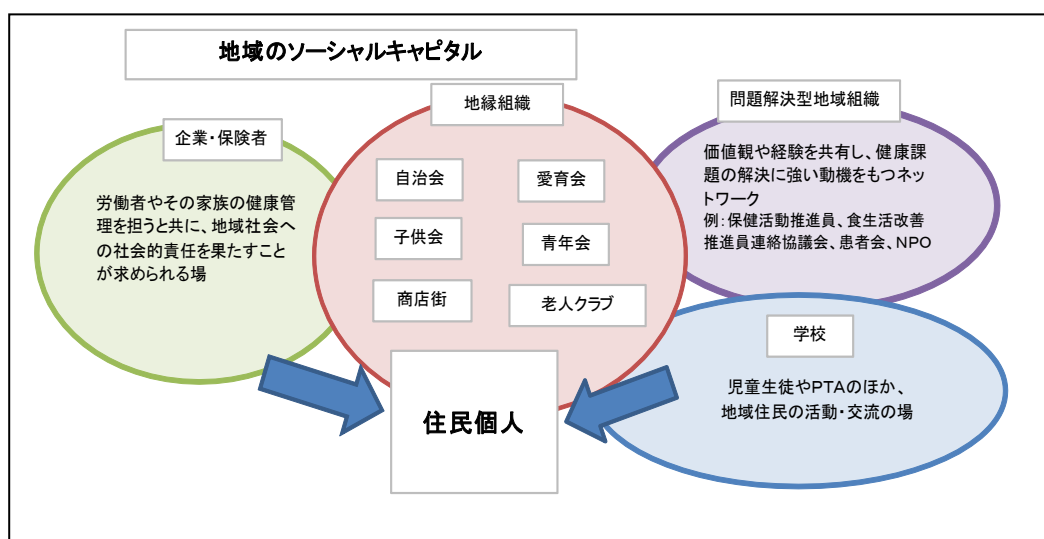 地域のソーシャルキャピタル
企業・保険者
労働者やその家族の健康管
理を担うと共に、地域社会へ
の社会的責任を果たすこと
が求められる場
地縁組織
自治会
愛育会
子供会
青年会
商店街
老人クラブ
問題解決型地域組織
価値観や経験を共有し、健康課
題の解決に強い動機をもつネッ
トワーク
例:保健活動推進員、食生活改善
推進員連絡協議会、患者会、NPO
学校
児童生徒やPTAのほか、
地域住民の活動・交流の場
住民個人